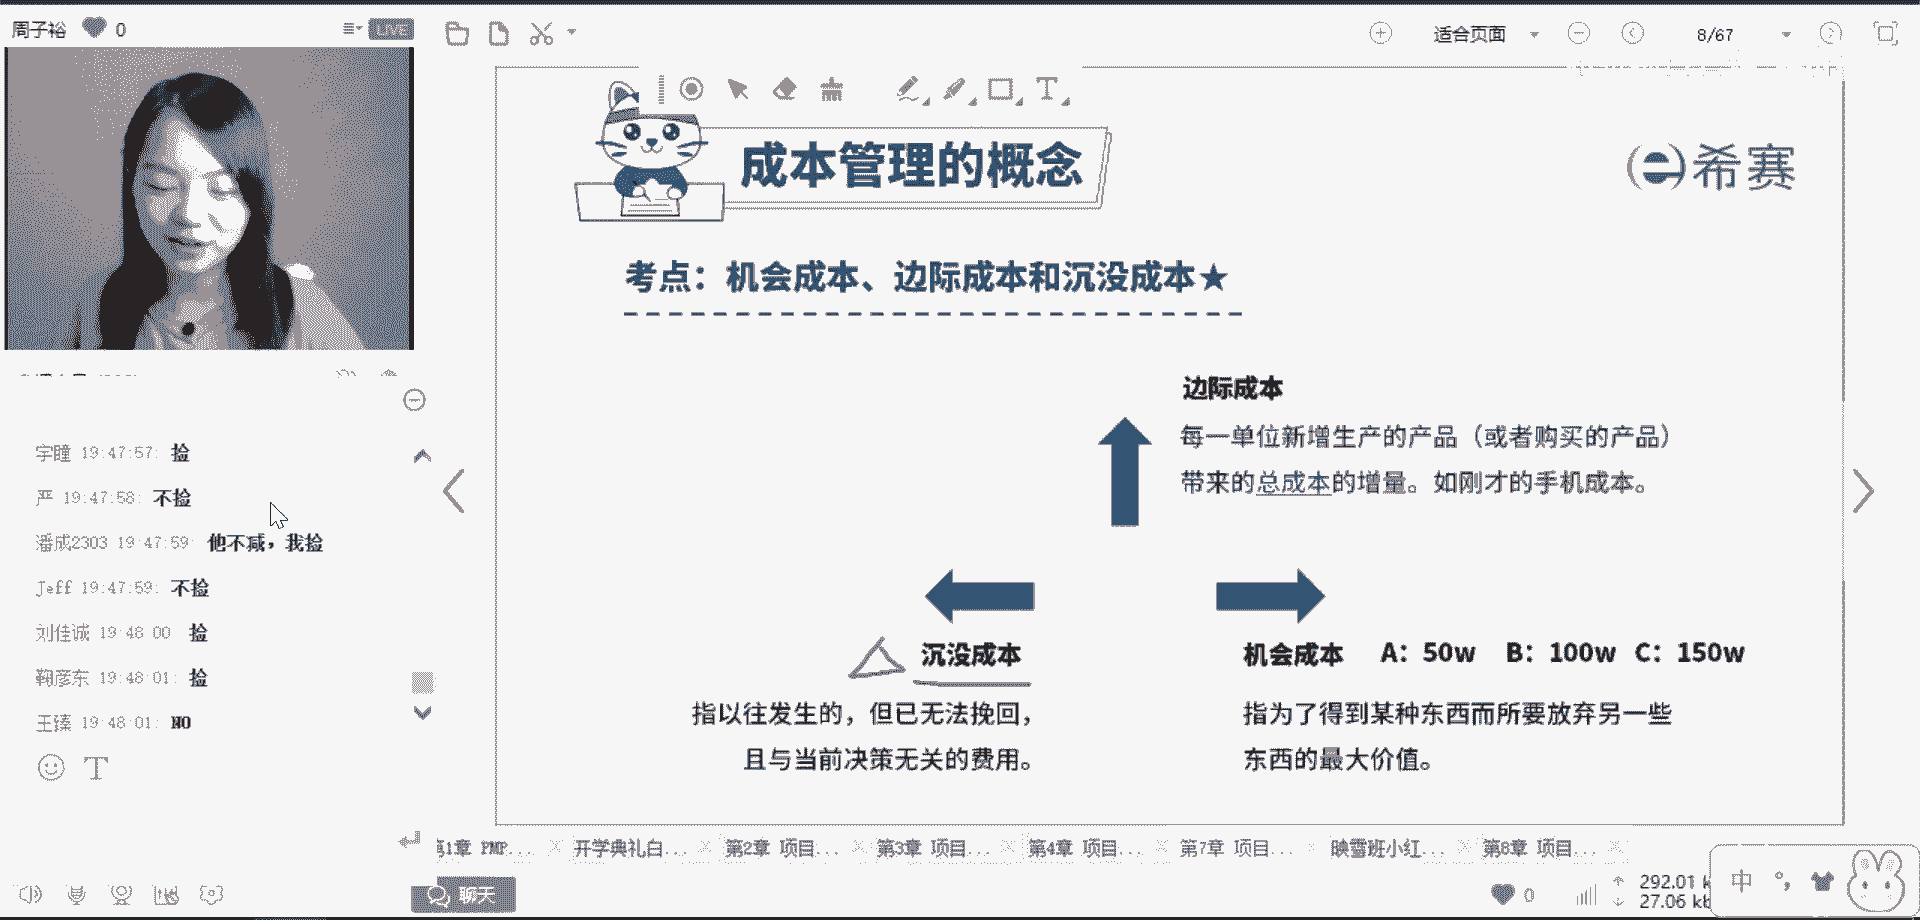 周子裕 0
LIVE
适合页面
8/67
成本管理的概念
希赛
考点：机会成本、边际成本和沉没成本★
边际成本
每一单位新增生产的产品（或者购买的产品）
带来的总成本的增量。如刚才的手机成本。
沉没成本
指以往发生的，但已无法挽回，
且与当前决策无关的费用。
机会成本 A：50w B：100w C：150w
指为了得到某种东西而所要放弃另一些
东西的最大价值。
宇瞳 19:47:57: 捡
严 19:47:58: 不捡
潘成2303 19:47:59: 他不减，我捡
Jeff 19:47:59: 不捡
刘佳诚 19:48:00 捡
鞠彦东 19:48:01: 捡
王臻 19:48:01: NO
T
第1章 PMP... 开学典礼白... 第2章 项目... 第3章 项目... 第4章 项目... 第7章 项目... 映雪班小红... 第8章 项目...
聊天
0
292.01 k
27.06 kb
中